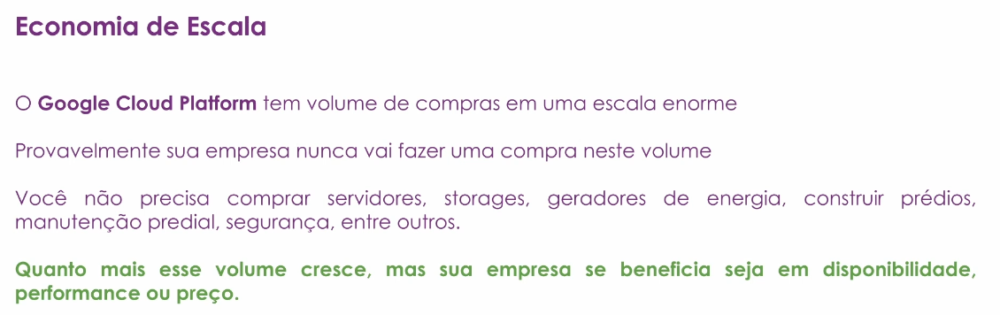 Economia de Escala
O Google Cloud Platform tem volume de compras em uma escala enorme
Provavelmente sua empresa nunca vai fazer uma compra neste volume
Você não precisa comprar servidores, storages, geradores de energia, construir prédios,
manutenção predial, segurança, entre outros.
Quanto mais esse volume cresce, mas sua empresa se beneficia seja em disponibilidade,
performance ou preço.